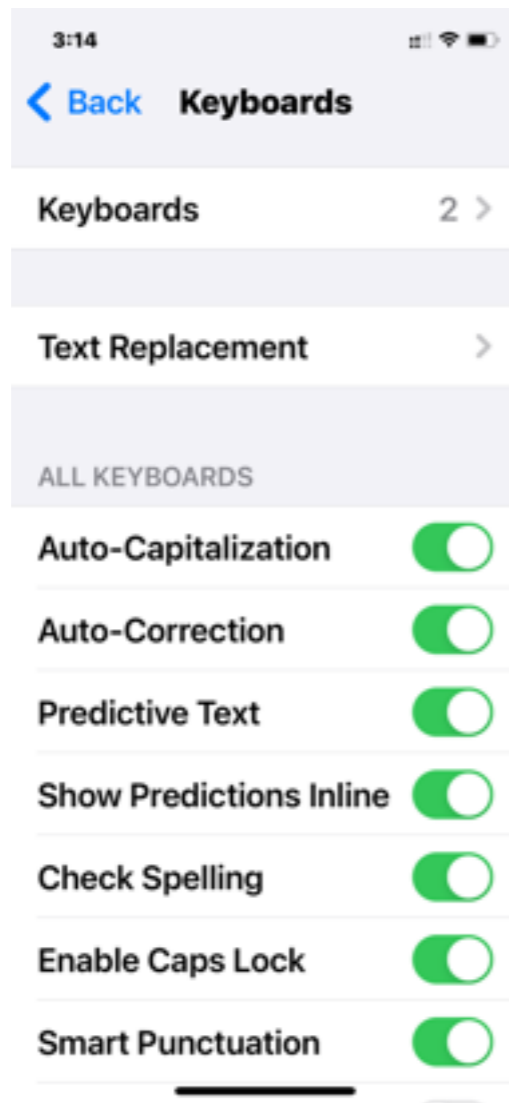 3:14
Back Keyboards
Keyboards 2
Text Replacement
ALL KEYBOARDS
Auto-Capitalization
Auto-Correction
Predictive Text
Show Predictions Inline
Check Spelling
Enable Caps Lock
Smart Punctuation